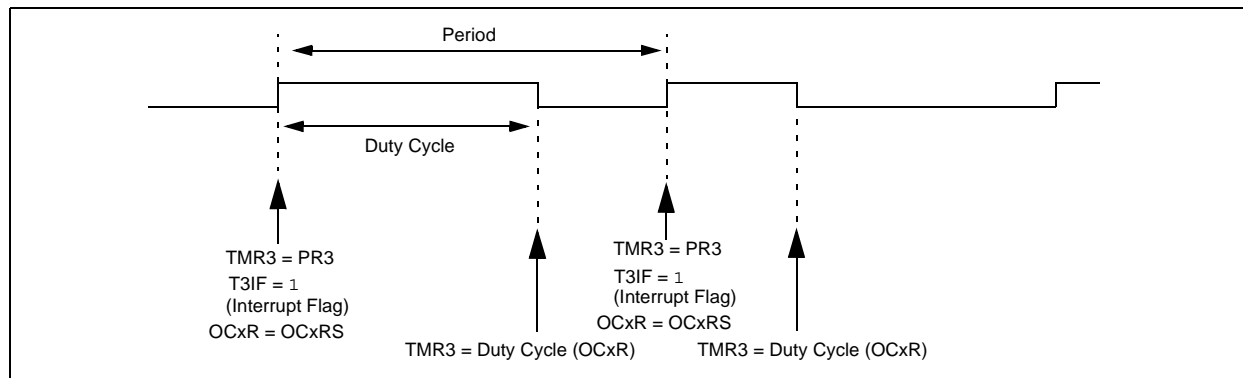 Period
Duty Cycle
TMR3 = PR3
T3IF = 1
(Interrupt Flag)
OCxR = OCxRS
TMR3 = Duty Cycle (OCxR)
TMR3 = PR3
T3IF = 1
(Interrupt Flag)
OCxR = OCxRS
TMR3 = Duty Cycle (OCxR)